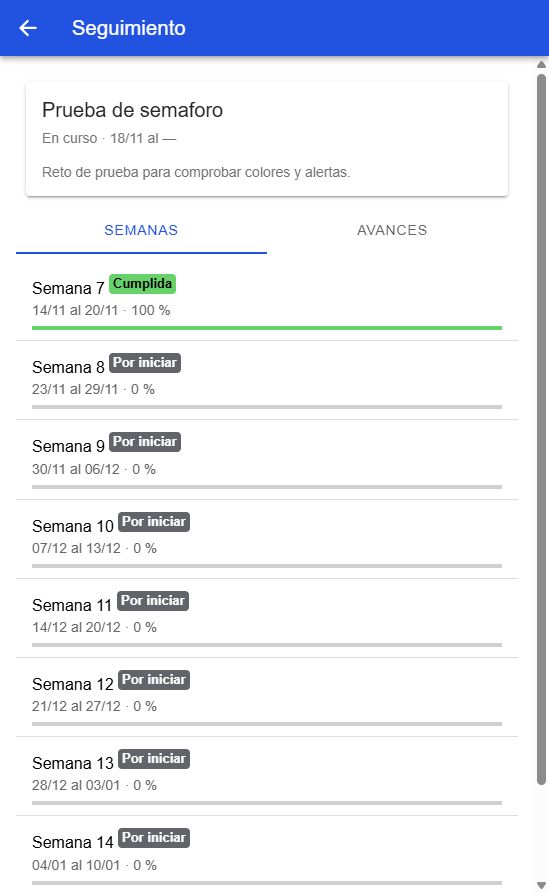 Seguimiento
Prueba de semaforo
En curso · 18/11 al —
Reto de prueba para comprobar colores y alertas.
SEMANAS AVANCES
Semana 7 Cumplida
14/11 al 20/11 · 100 %
Semana 8 Por iniciar
23/11 al 29/11 · 0 %
Semana 9 Por iniciar
30/11 al 06/12 · 0 %
Semana 10 Por iniciar
07/12 al 13/12 · 0 %
Semana 11 Por iniciar
14/12 al 20/12 · 0 %
Semana 12 Por iniciar
21/12 al 27/12 · 0 %
Semana 13 Por iniciar
28/12 al 03/01 · 0 %
Semana 14 Por iniciar
04/01 al 10/01 · 0 %